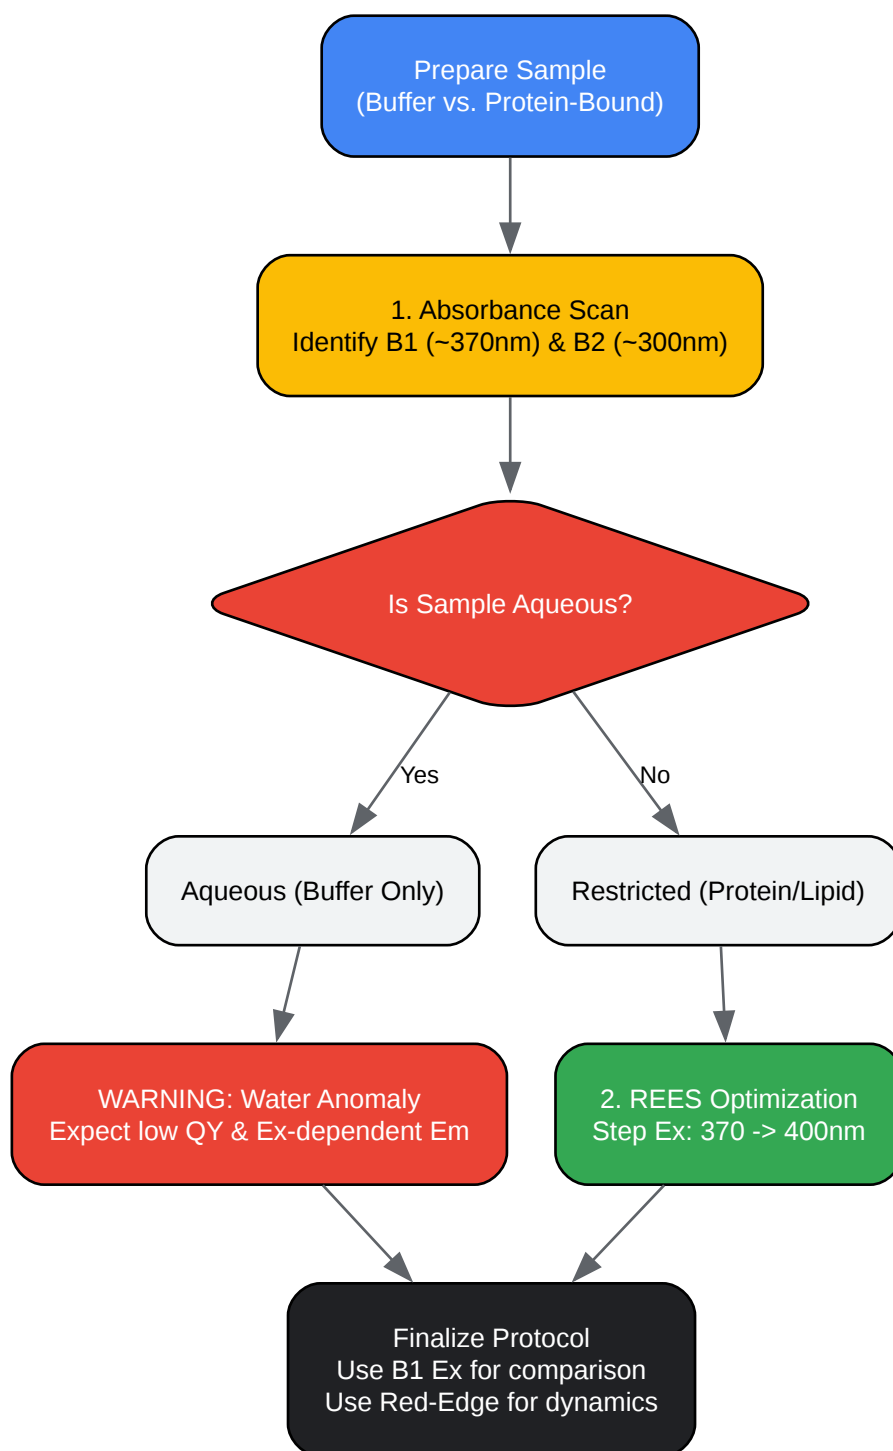 Prepare Sample
(Buffer vs. Protein-Bound)
1. Absorbance Scan
Identify B1 (~370nm) & B2 (~300nm)
Is Sample Aqueous?
Yes
No
Aqueous (Buffer Only)
Restricted (Protein/Lipid)
WARNING: Water Anomaly
Expect low QY & Ex-dependent Em
2. REES Optimization
Step Ex: 370 -> 400nm
Finalize Protocol
Use B1 Ex for comparison
Use Red-Edge for dynamics